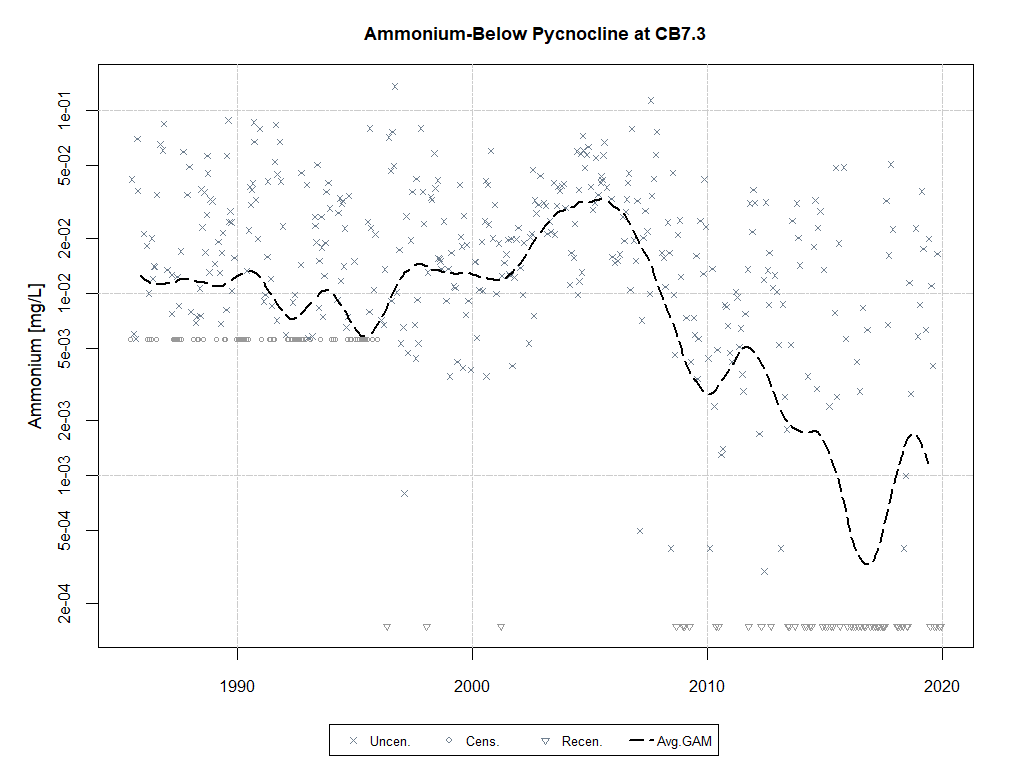 Ammonium-Below Pycnocline at CB7.3
Ammonium [mg/L]
1e-01
5e-02
2e-02
1e-02
5e-03
2e-03
1e-03
5e-04
2e-04
1990 2000 2010 2020
Uncen. Cens. Recen. Avg.GAM